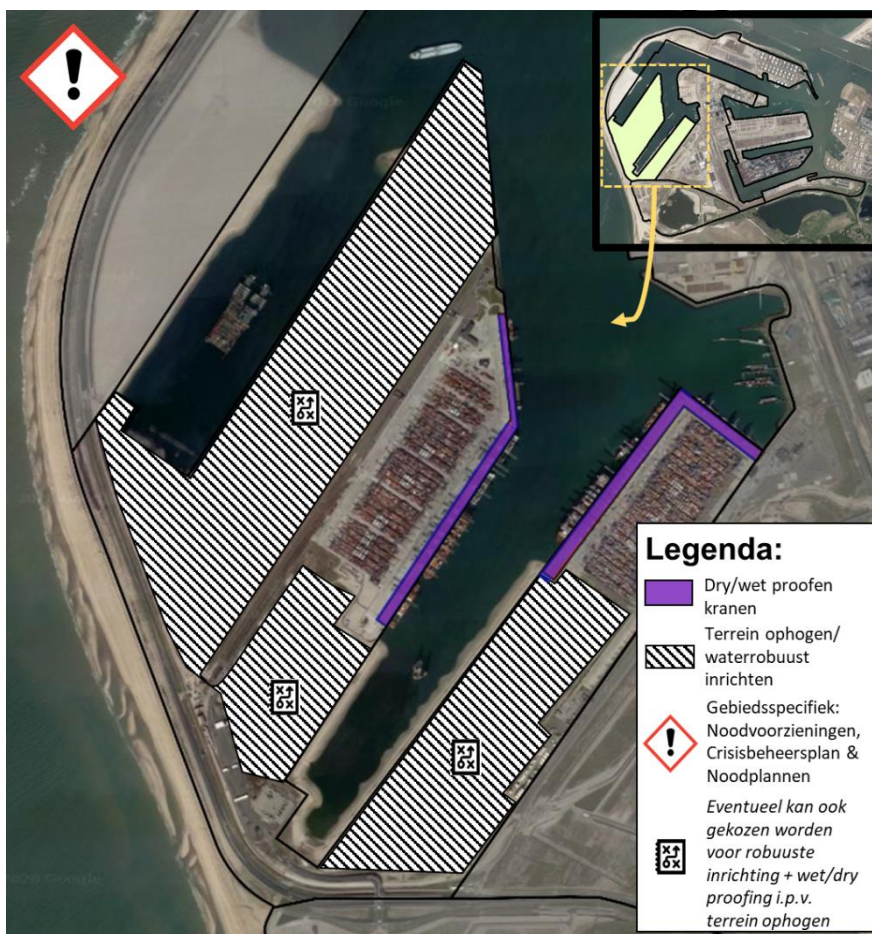 Legenda:
Dry/wet proofen
kranen
Terrein ophogen/
waterrobuust
inrichten
Gebiedsspecifiek:
Noodvoorzieningen,
Crisisbeheersplan &
Noodplannen
Eventueel kan ook
gekozen worden
voor robuuste
inrichting + wet/dry
proofing i.p.v.
terrein ophogen